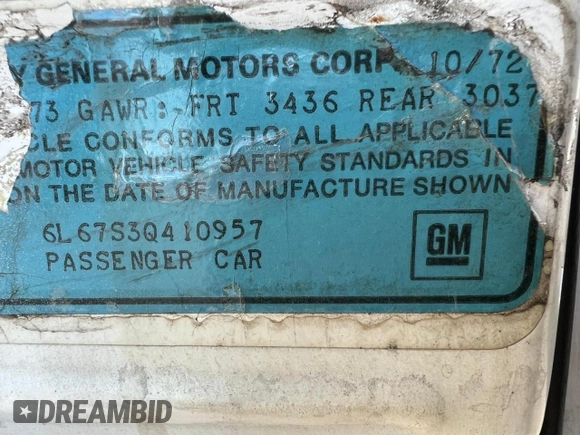 Y GENERAL MOTORS CORP 10/72
73 GAWR: FRT 3436 REAR 3037
CLE CONFORMS TO ALL APPLICABLE
MOTOR VEHICLE SAFETY STANDARDS IN
ON THE DATE OF MANUFACTURE SHOWN
6L67S3Q410957
PASSENGER CAR
GM
DREAMBID